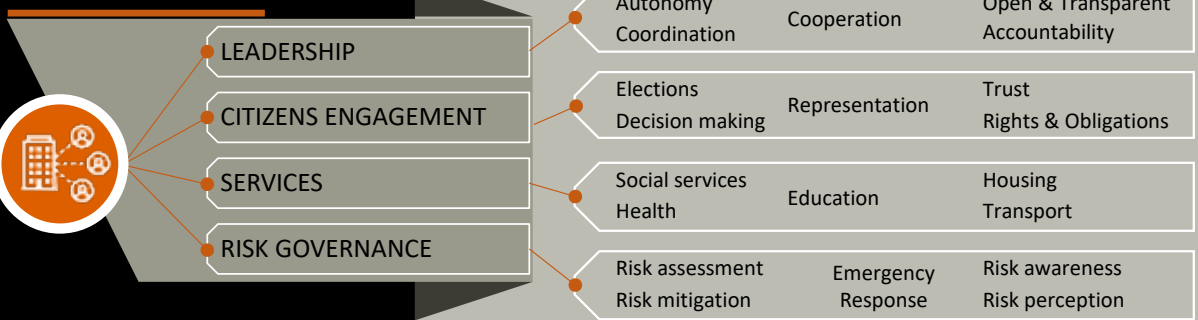 Autonomy
Coordination
Cooperation
Open & Transparent
Accountability
LEADERSHIP
Elections
Decision making
Representation
Trust
Rights & Obligations
CITIZENS ENGAGEMENT
Social services
Health
Education
Housing
Transport
SERVICES
Risk assessment
Risk mitigation
Emergency
Response
Risk awareness
Risk perception
RISK GOVERNANCE